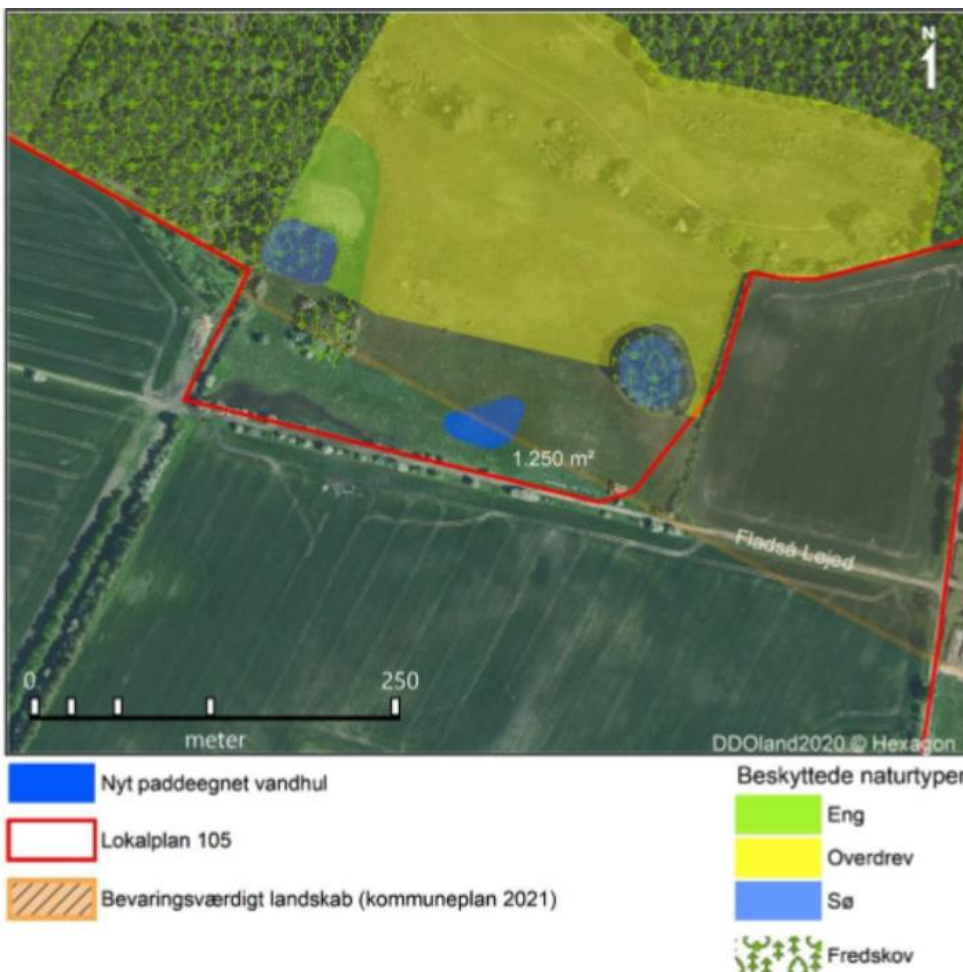 N
1.250 m²
Fladså Løjed
0
250
meter
DDOland2020 © Hexagon
Nyt paddeegnet vandhul
Lokalplan 105
Bevaringsværdigt landskab (kommuneplan 2021)
Beskyttede naturtyper
Eng
Overdrev
Sø
Fredskov